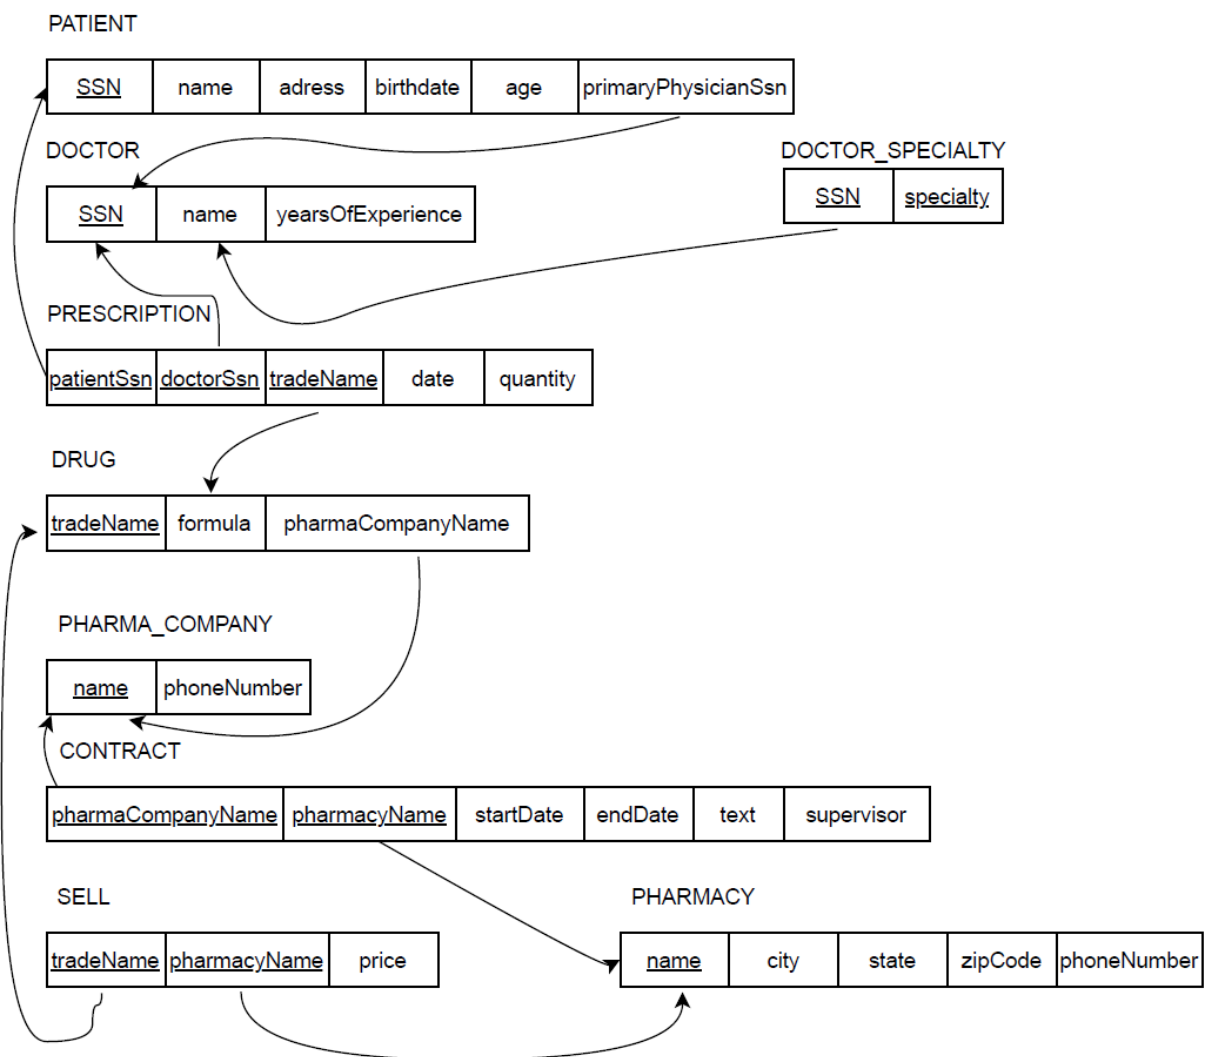 PATIENT
SSN name adress birthdate age primaryPhysicianSsn
DOCTOR
SSN name yearsOfExperience
DOCTOR_SPECIALTY
SSN specialty
PRESCRIPTION
patientSsn doctorSsn tradeName date quantity
DRUG
tradeName formula pharmaCompanyName
PHARMA_COMPANY
name phoneNumber
CONTRACT
pharmaCompanyName pharmacyName startDate endDate text supervisor
SELL
tradeName pharmacyName price
PHARMACY
name city state zipCode phoneNumber